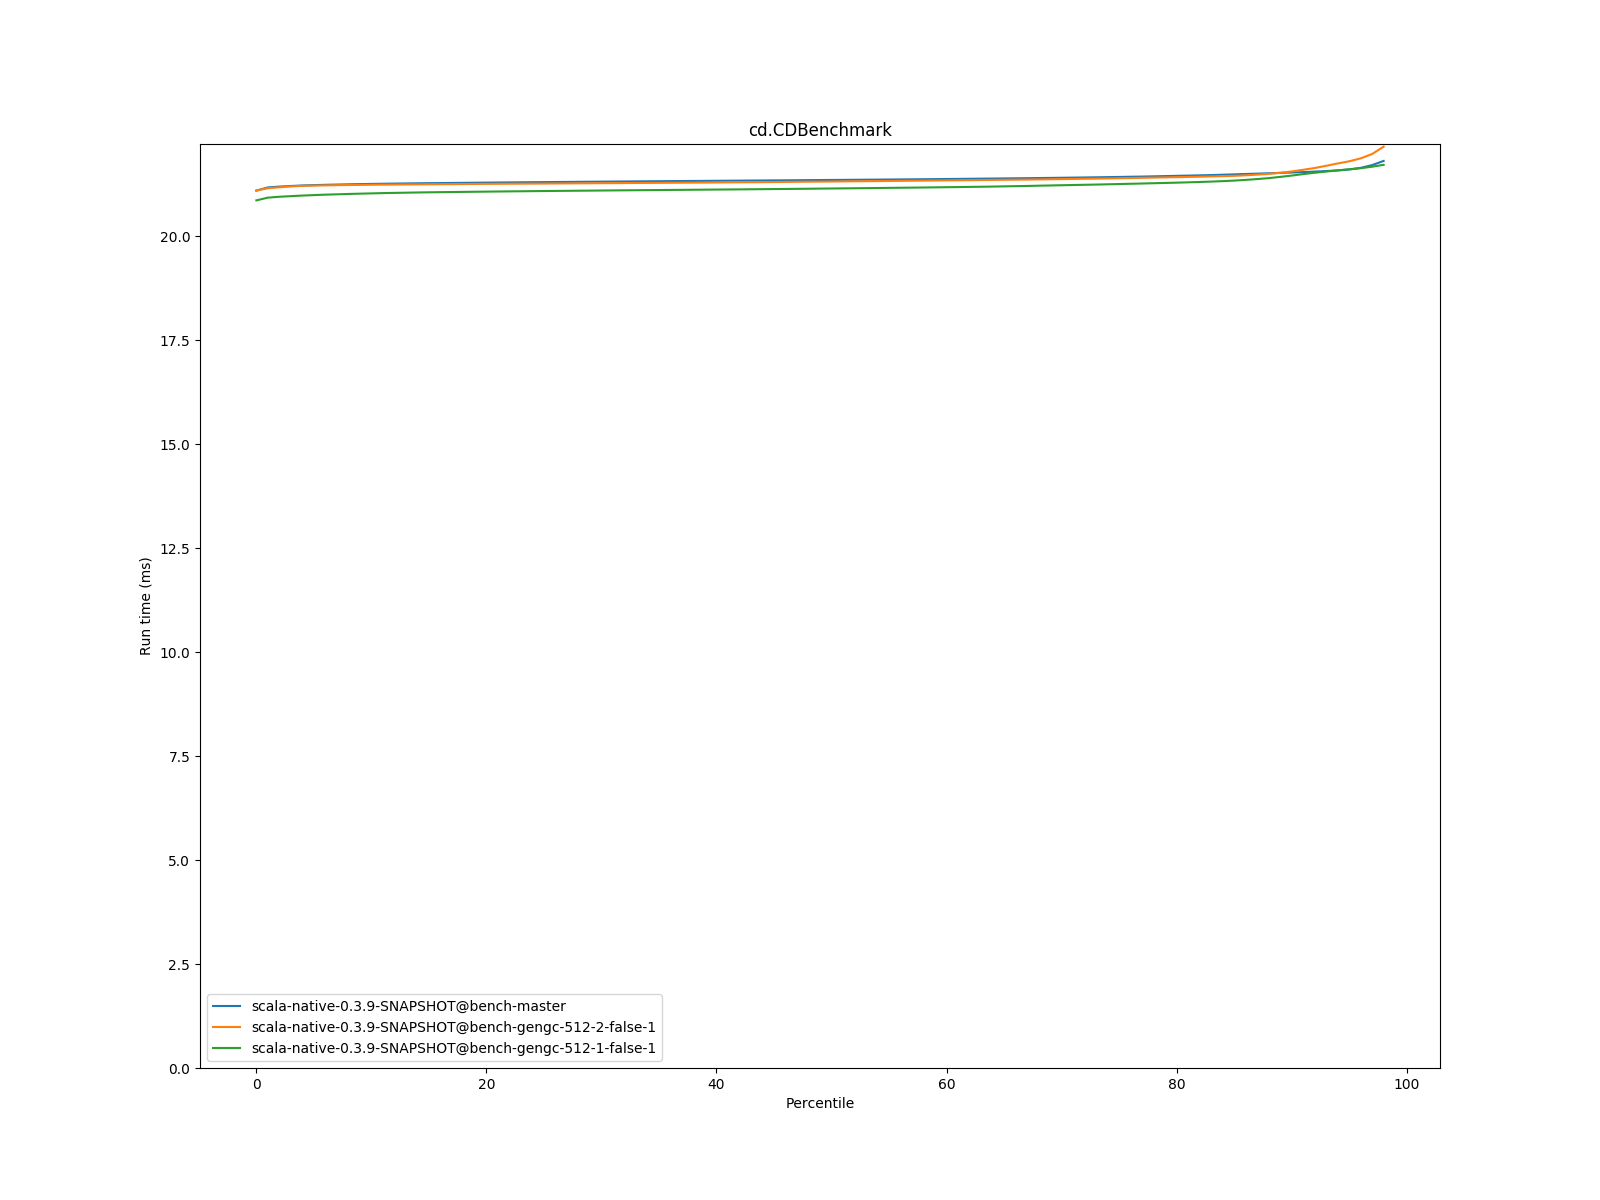 cd.CDBenchmark
Run time (ms)
20.0
17.5
15.0
12.5
10.0
7.5
5.0
2.5
0.0
scala-native-0.3.9-SNAPSHOT@bench-master
scala-native-0.3.9-SNAPSHOT@bench-gengc-512-2-false-1
scala-native-0.3.9-SNAPSHOT@bench-gengc-512-1-false-1
0 20 40 60 80 100
Percentile